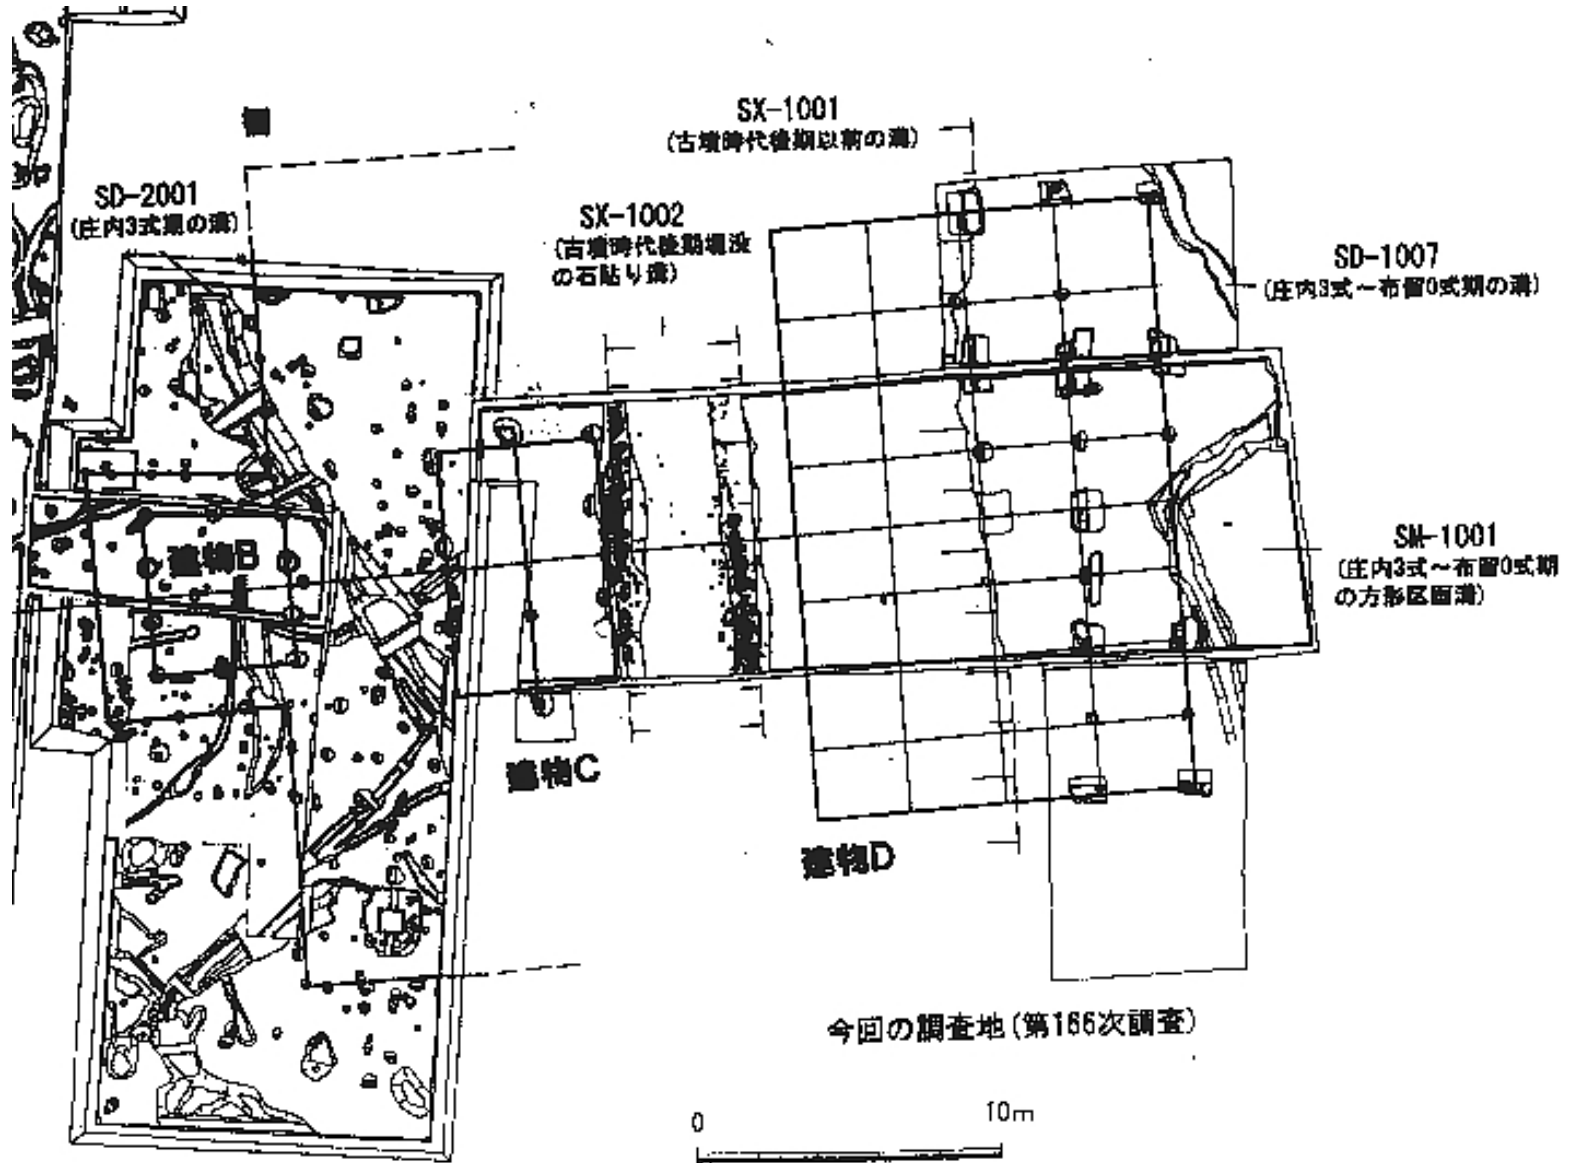 SX-1001
(古墳時代後期以前の溝)
柵
SD-2001
(庄内3式期の溝)
SX-1002
(古墳時代後期埋没
の石貼り溝)
SD-1007
(庄内3式～布留0式期の溝)
建物B
SM-1001
(庄内3式～布留0式期
の方形区画溝)
建物C
建物D
今回の調査地(第166次調査)
0
10m